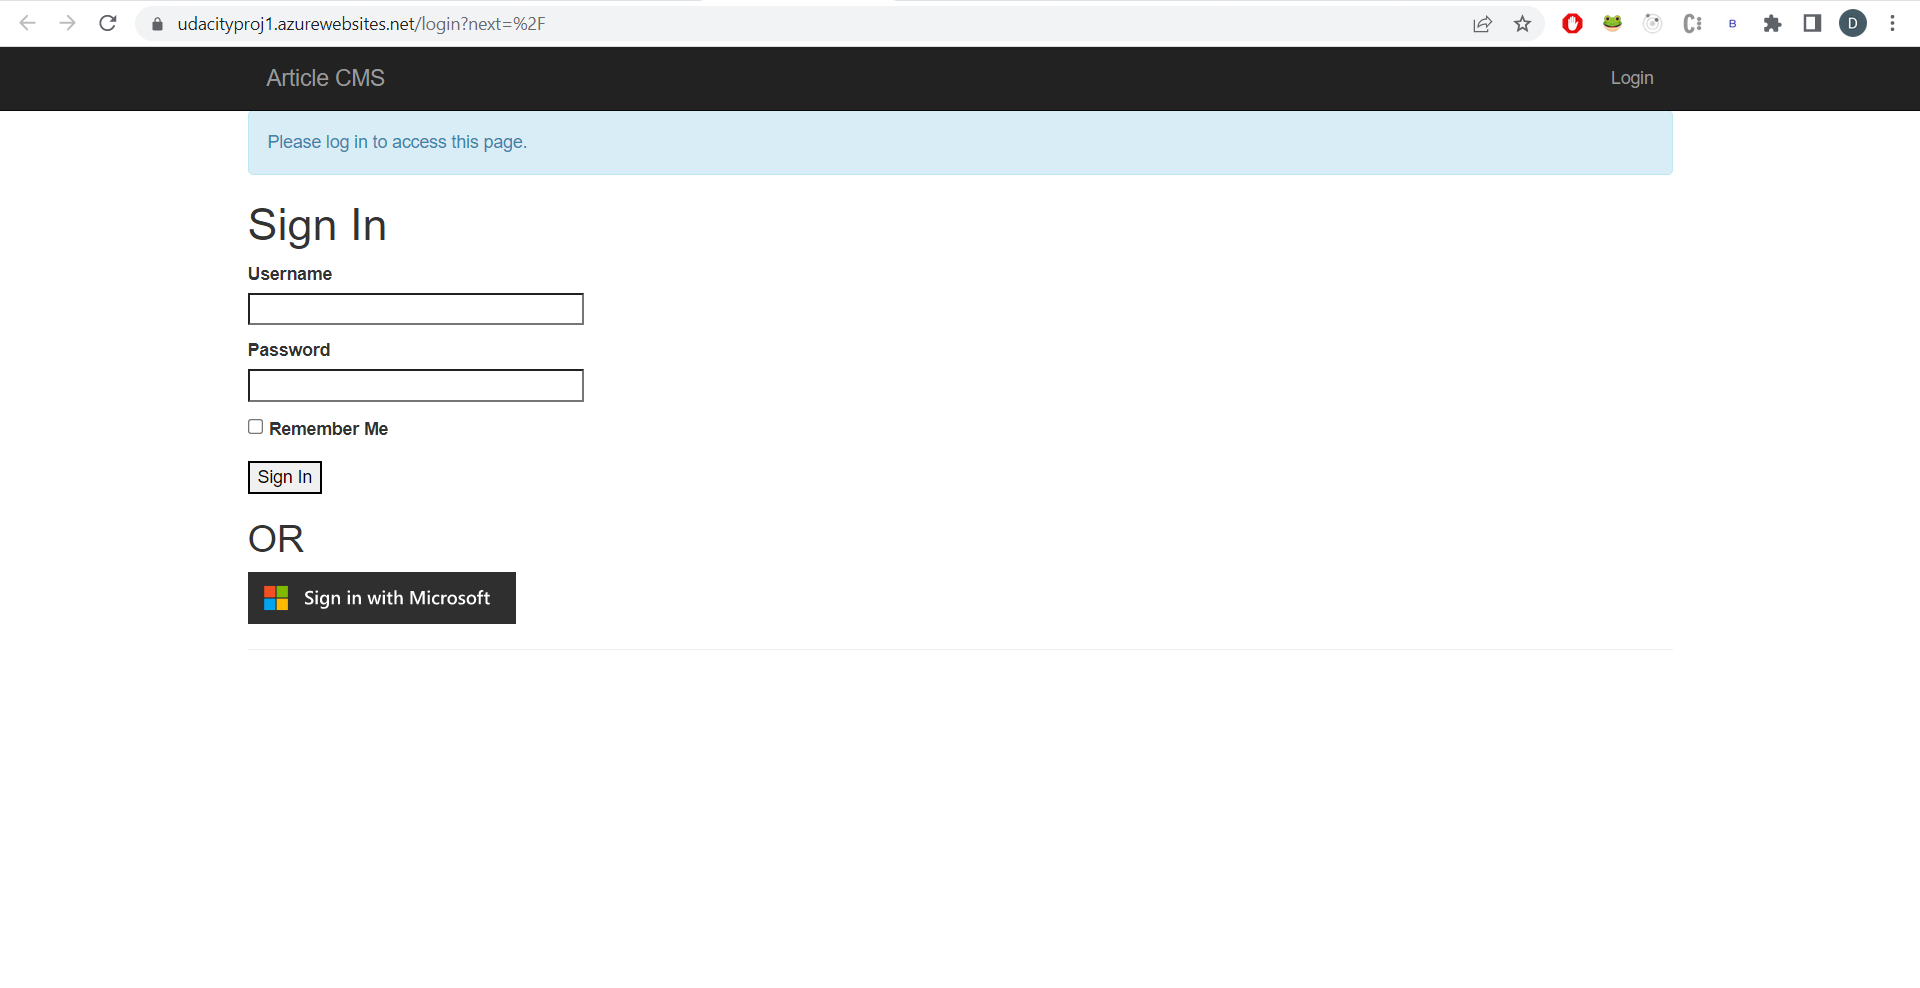 udacityproj1.azurewebsites.net/login?next=%2F
B
D
Article CMS
Login
Please log in to access this page.
Sign In
Username
Password
Remember Me
Sign In
OR
Sign in with Microsoft